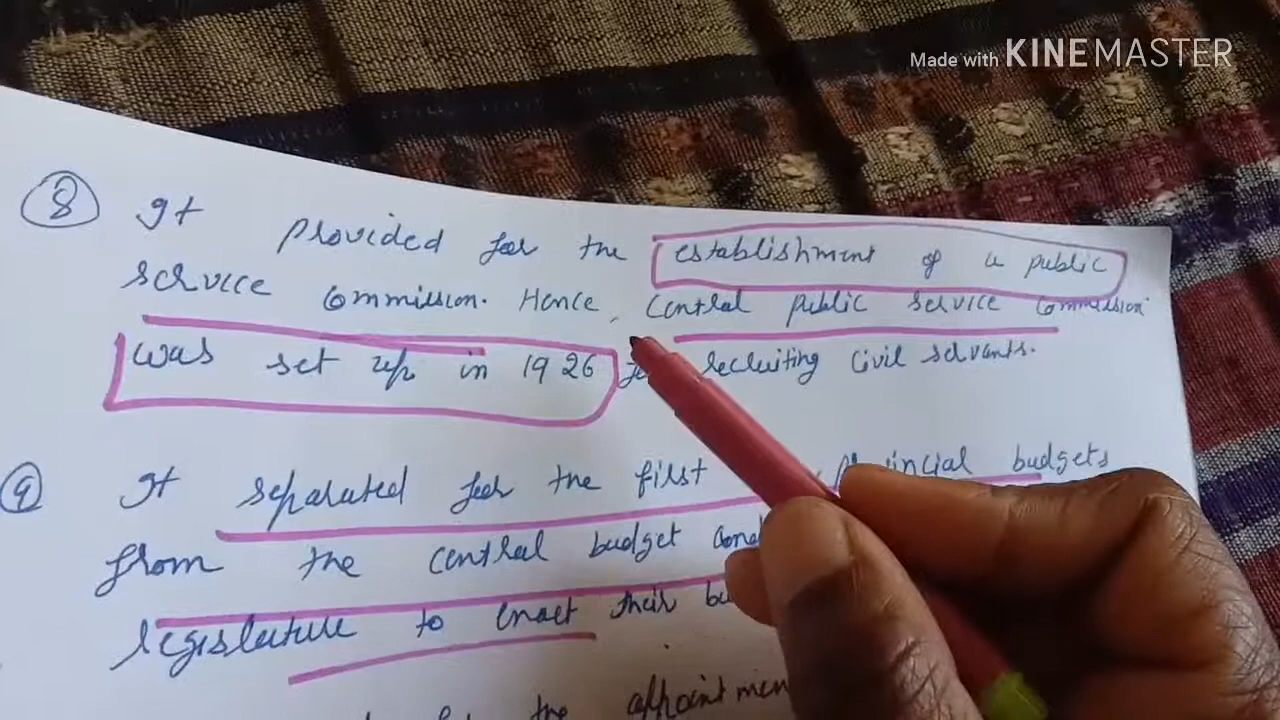 Made with KINEMASTER
8 It provided for the establishment of a public
service commission. Hence, Central public service commission
was set up in 1926 recruiting civil servants.
9 It separated for the first provincial budgets
from the central budget
legislature to enact their
the appointmen